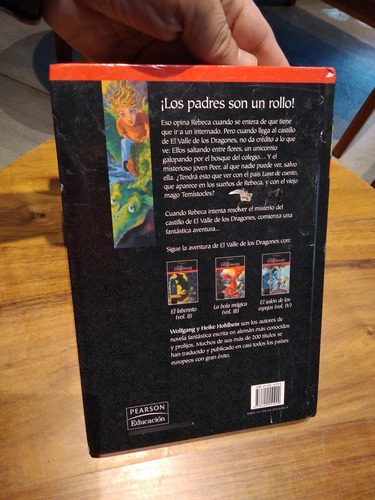 ¡Los padres son un rollo!
Eso opina Rebeca cuando se entera de que tiene
que ir a un internado. Pero cuando llega al castillo
de El Valle de los Dragones, no da crédito a lo que
ve: Elfos saltando entre flores, un unicornio
galopando por el bosque del colegio... Y el
misterioso joven Peer, al que nadie puede ver, salvo
ella. ¿Tendrá esto que ver con el país Luna de cuento,
que aparece en los sueños de Rebeca, y con el viejo
mago Temístocles?
Cuando Rebeca intenta resolver el misterio del
castillo de El Valle de los Dragones, comienza una
fantástica aventura...
Sigue la aventura de El Valle de los Dragones con:
El laberinto
(vol. II)
La bola mágica
(vol. III)
El salón de los
espejos (vol. IV)
Wolfgang y Heike Hohlbein son los autores de
novela fantástica escrita en alemán más conocidos
y prolijos. Muchos de sus más de 200 títulos se
han traducido y publicado en casi todos los países
europeos con gran éxito.
PEARSON
Educación